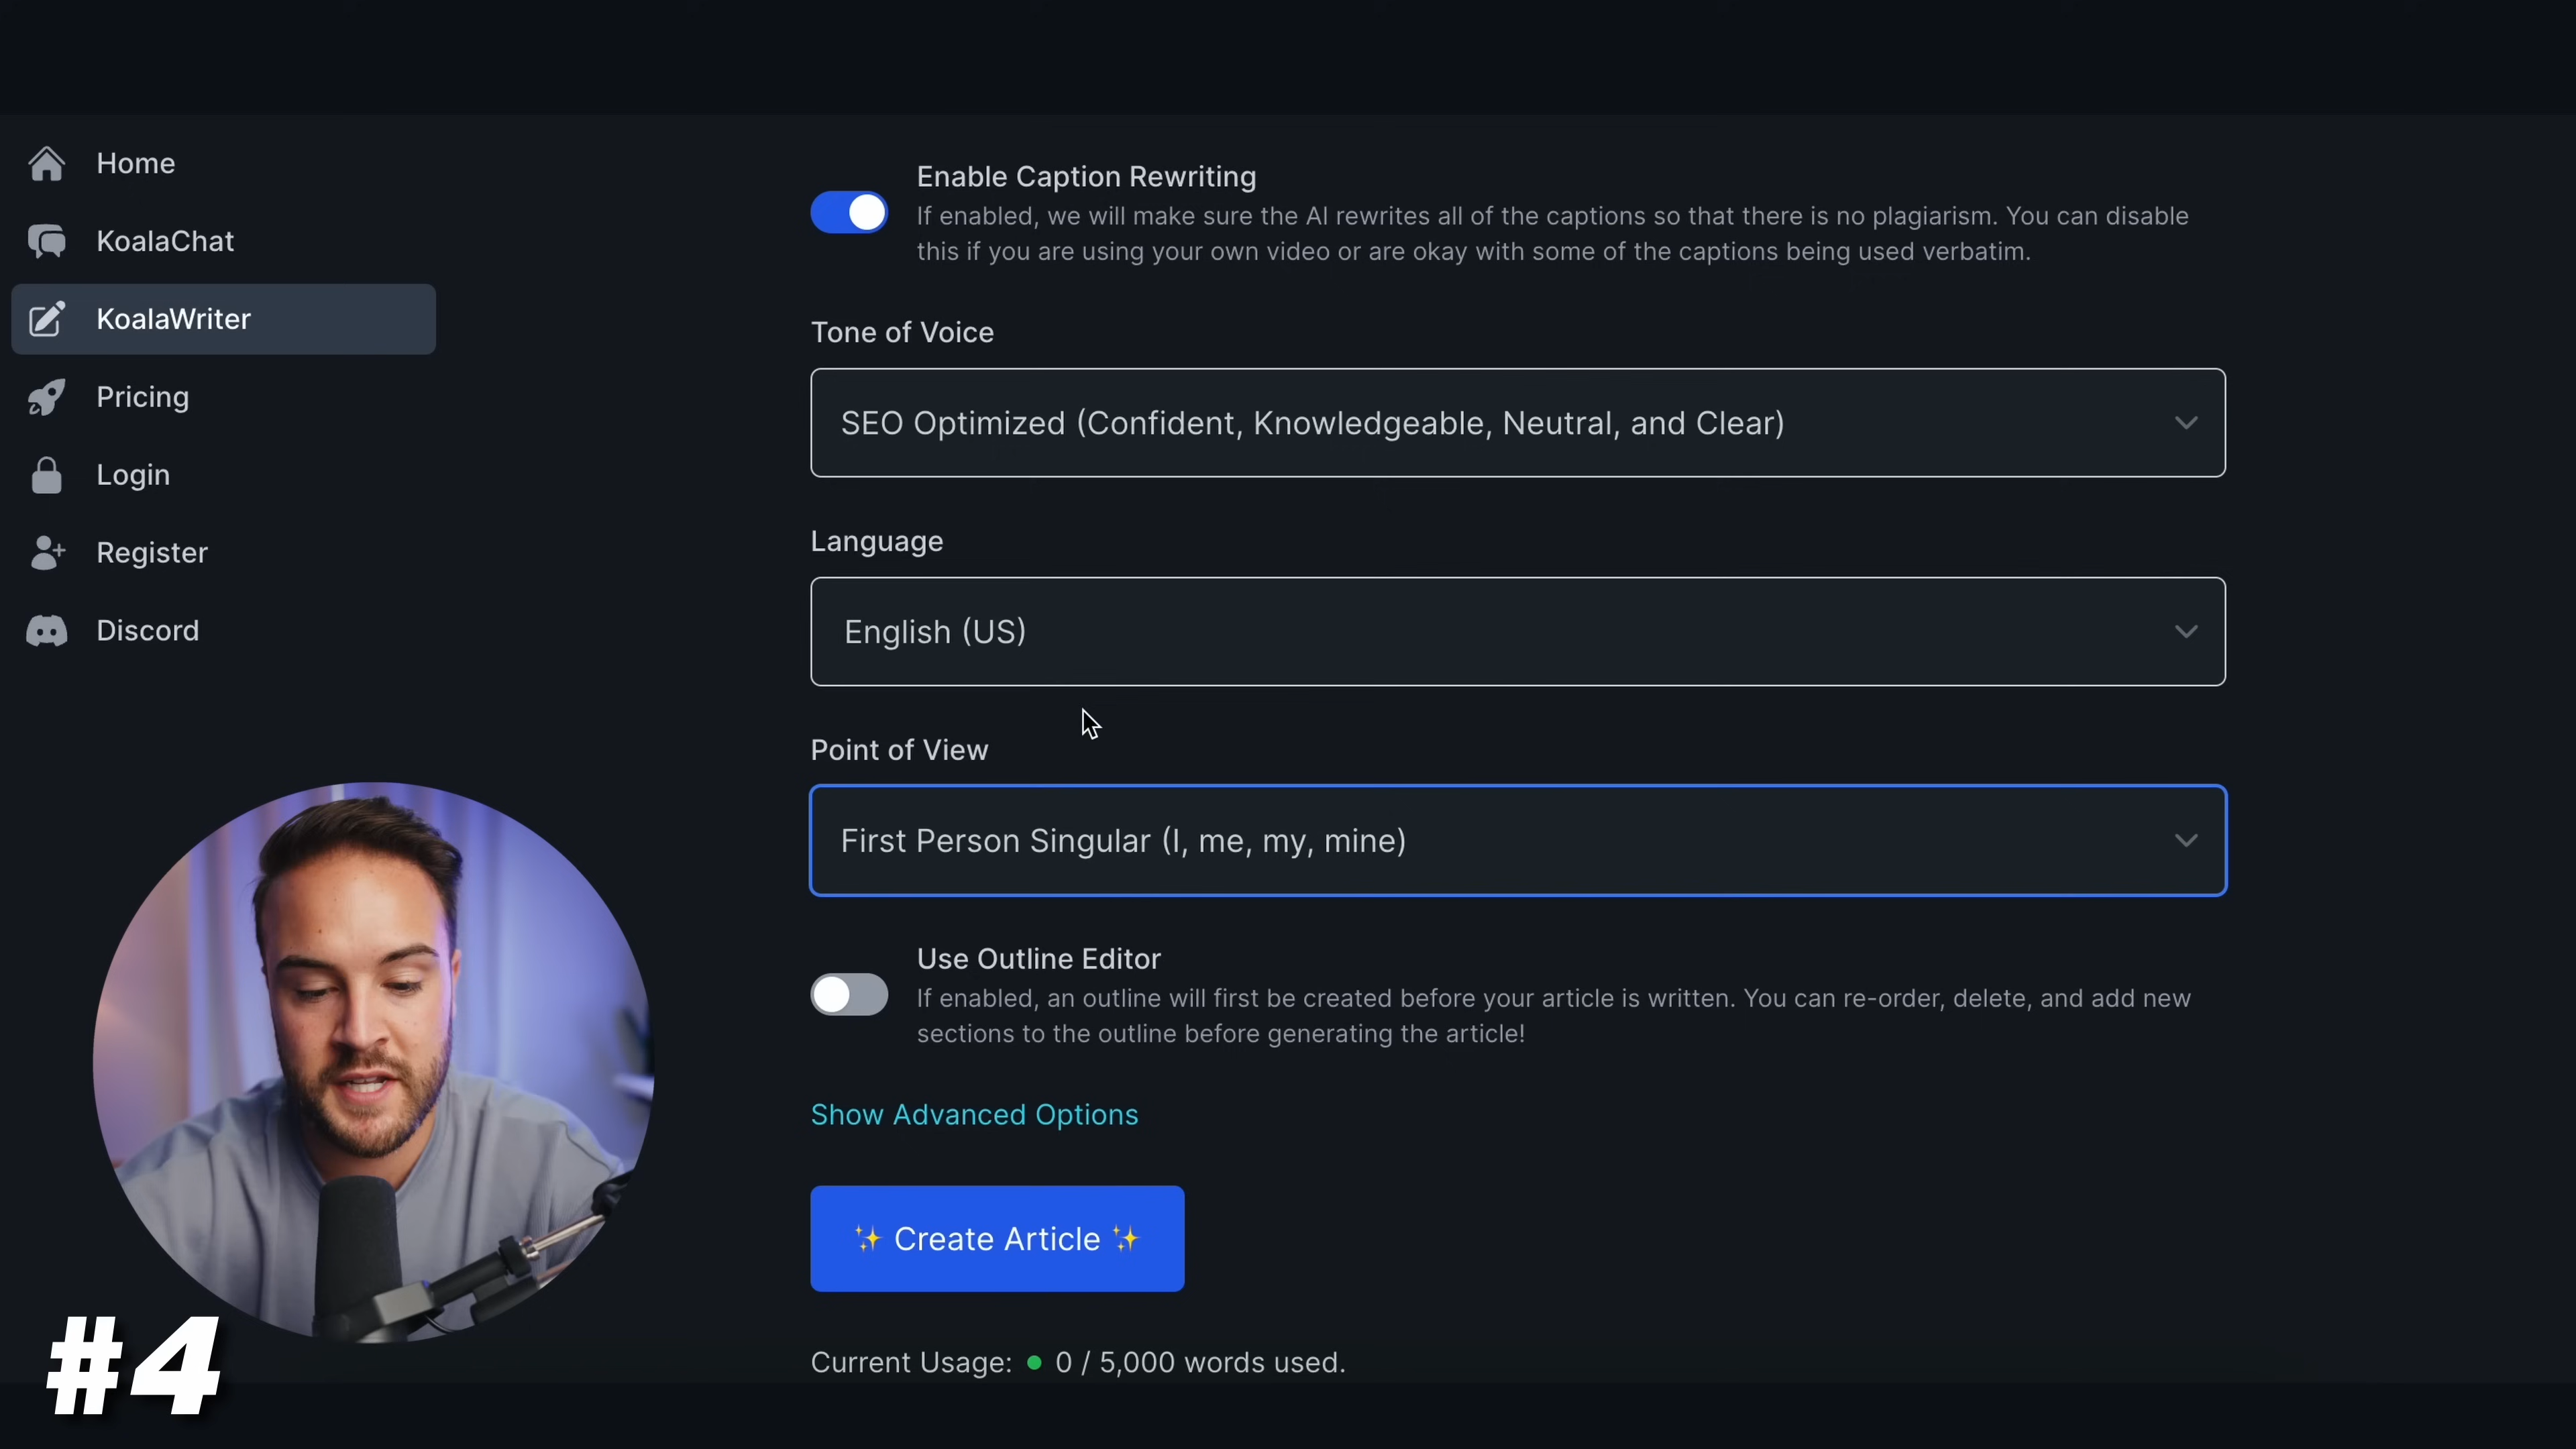 Home
KoalaChat
KoalaWriter
Pricing
Login
Register
Discord
Enable Caption Rewriting
If enabled, we will make sure the AI rewrites all of the captions so that there is no plagiarism. You can disable
this if you are using your own video or are okay with some of the captions being used verbatim.
Tone of Voice
SEO Optimized (Confident, Knowledgeable, Neutral, and Clear)
Language
English (US)
Point of View
First Person Singular (I, me, my, mine)
Use Outline Editor
If enabled, an outline will first be created before your article is written. You can re-order, delete, and add new
sections to the outline before generating the article!
Show Advanced Options
✨ Create Article ✨
Current Usage: 0 / 5,000 words used.
#4